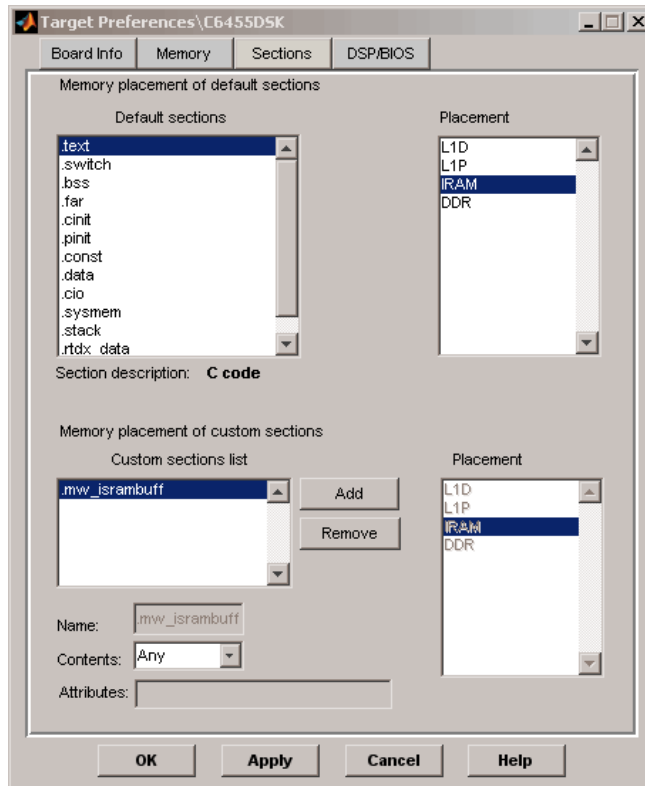 Target Preferences\C6455DSK
Board Info Memory Sections DSP/BIOS
Memory placement of default sections
Default sections
.text
.switch
.bss
.far
.cinit
.pinit
.const
.data
.cio
.sysmem
.stack
.rtdx_data
Placement
L1D
L1P
IRAM
DDR
Section description: C code
Memory placement of custom sections
Custom sections list
.mw_isrambuff
Add
Remove
Placement
L1D
L1P
IRAM
DDR
Name: .mw_isrambuff
Contents: Any
Attributes:
OK Apply Cancel Help